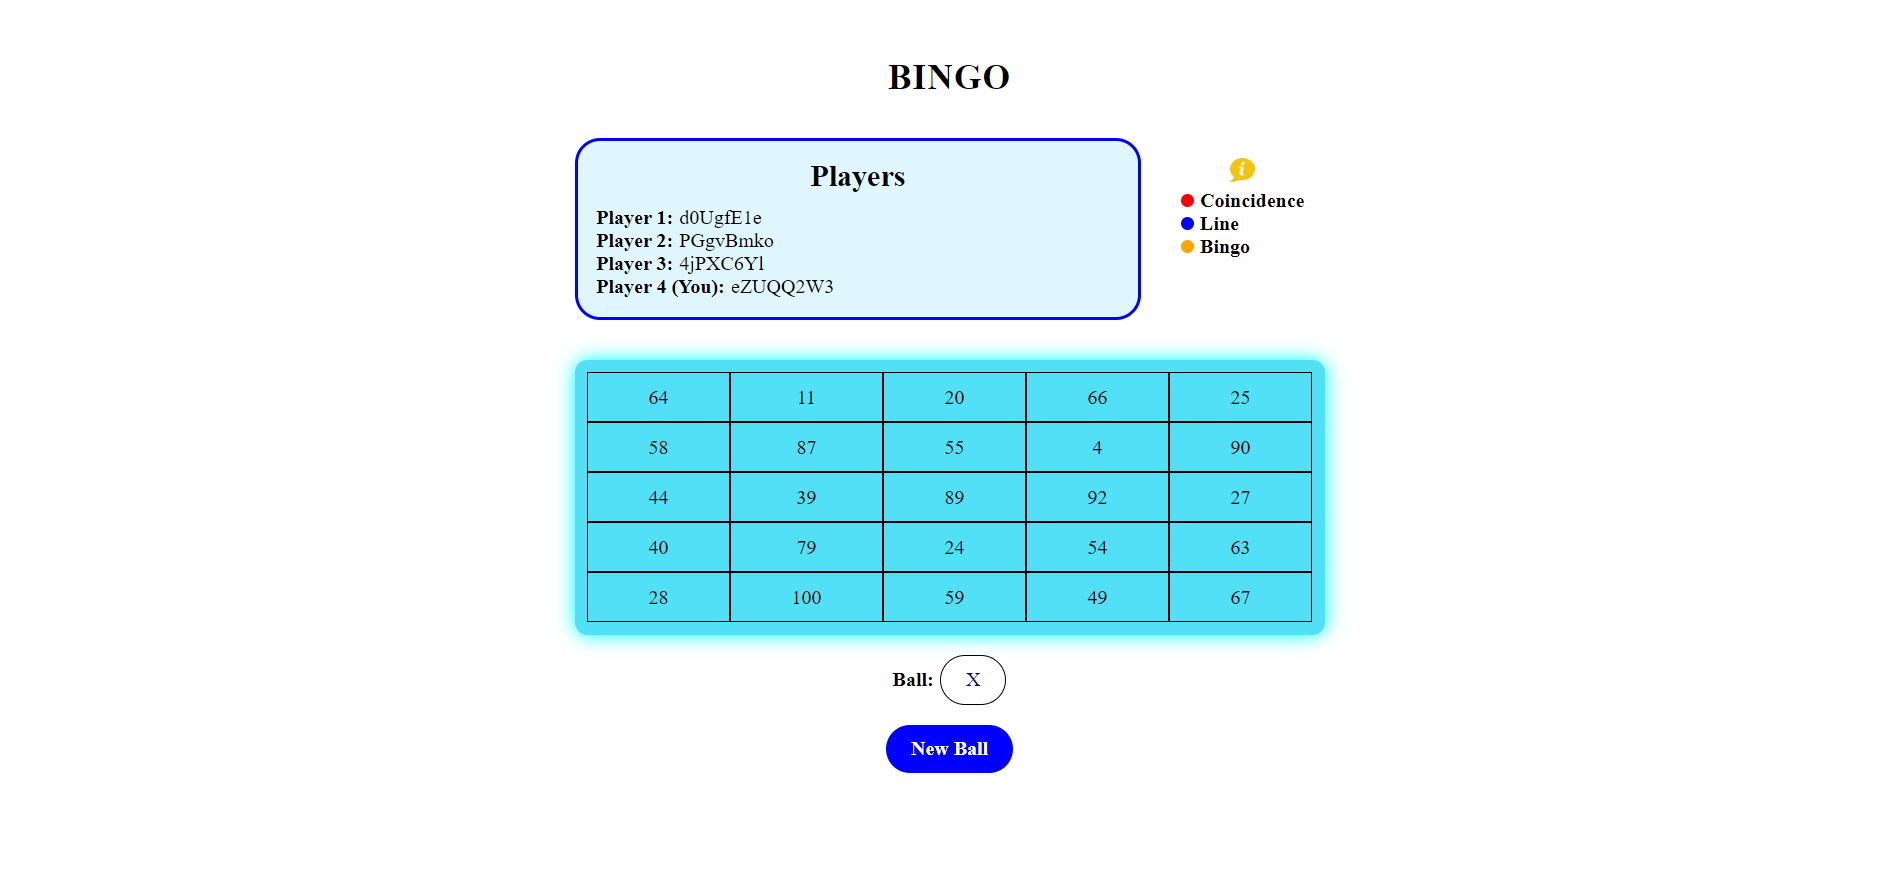 BINGO
Players
Player 1: d0UgfE1e
Player 2: PGgvBmko
Player 3: 4jPXC6Yl
Player 4 (You): eZUQQ2W3
i
Coincidence
Line
Bingo
64 11 20 66 25
58 87 55 4 90
44 39 89 92 27
40 79 24 54 63
28 100 59 49 67
Ball: X
New Ball